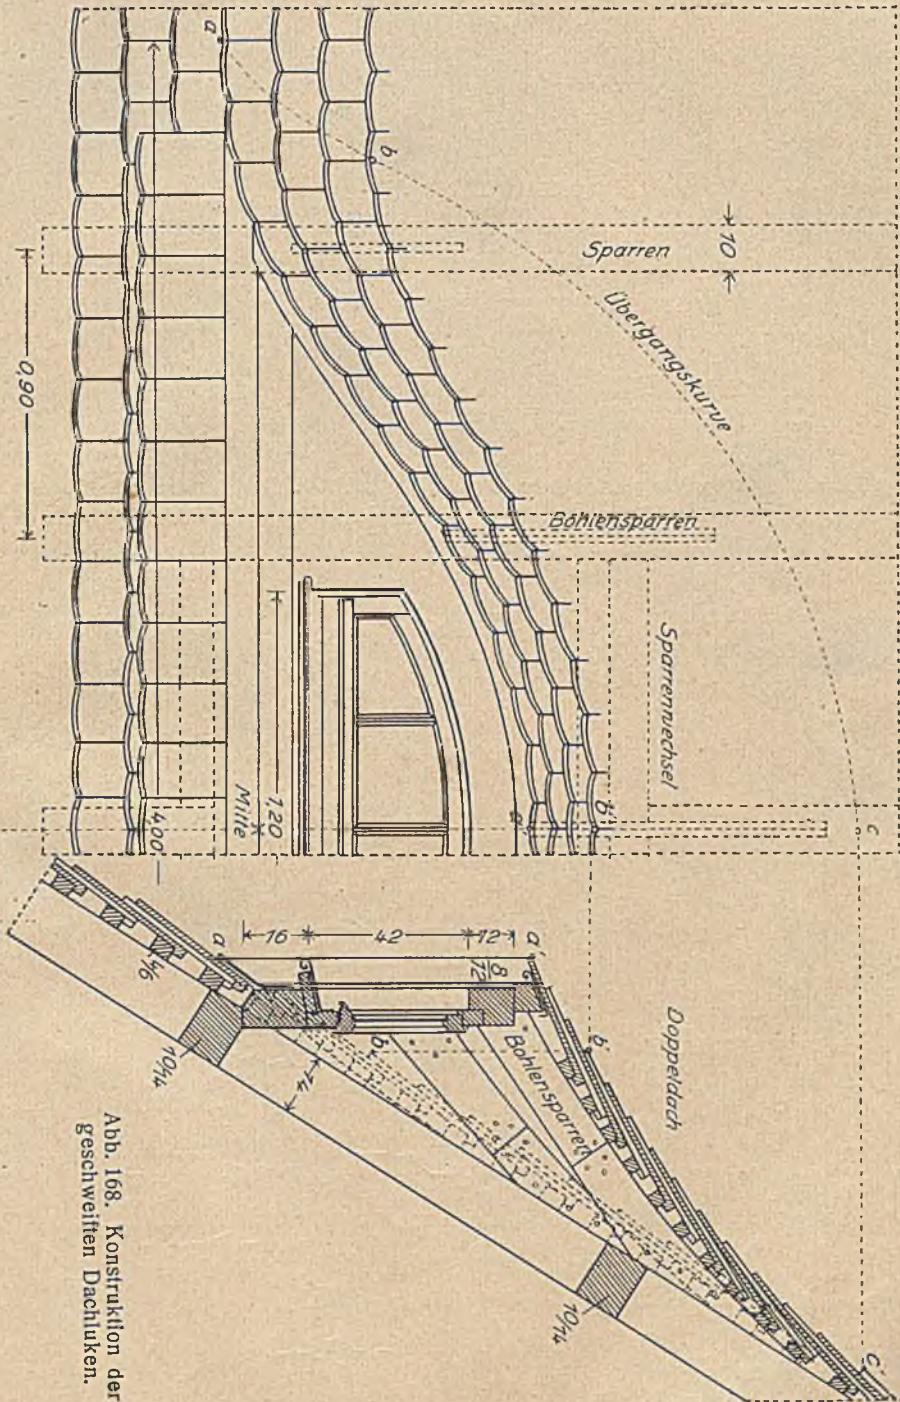 a
b
10
Sparren
Übergangskurve
0,90
Bohlensparren
Sparrenwechsel
1,20
Mitte
4,00
a
b'
c
a'
16
42
12
a'
8
12
b'
b'
Bohlensparren
Doppeldach
4/6
10/14
14
10/14
c'
Abb. 168. Konstruktion der
geschweiften Dachluken.